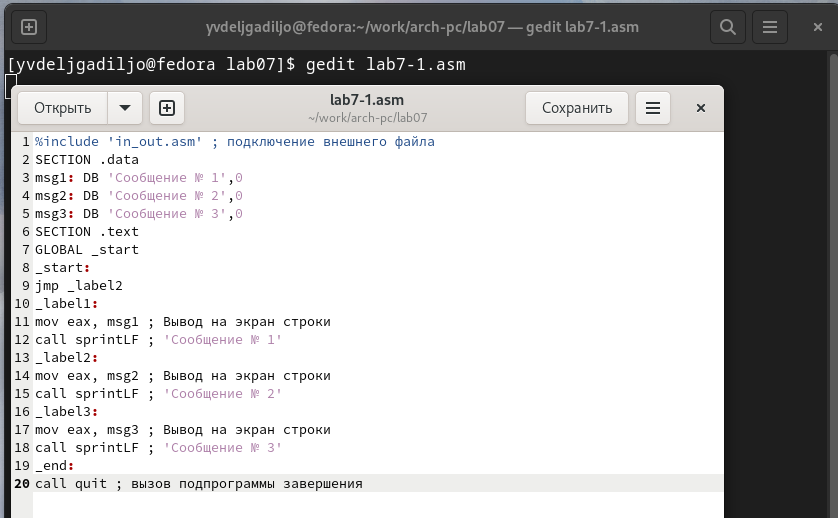 yvdeljgadiljo@fedora:~/work/arch-pc/lab07 — gedit lab7-1.asm
[yvdeljgadiljo@fedora lab07]$ gedit lab7-1.asm
Открыть
lab7-1.asm
~/work/arch-pc/lab07
Сохранить
1 %include 'in_out.asm' ; подключение внешнего файла
2 SECTION .data
3 msg1: DB 'Сообщение № 1',0
4 msg2: DB 'Сообщение № 2',0
5 msg3: DB 'Сообщение № 3',0
6 SECTION .text
7 GLOBAL _start
8 _start:
9 jmp _label2
10 _label1:
11 mov eax, msg1 ; Вывод на экран строки
12 call sprintLF ; 'Сообщение № 1'
13 _label2:
14 mov eax, msg2 ; Вывод на экран строки
15 call sprintLF ; 'Сообщение № 2'
16 _label3:
17 mov eax, msg3 ; Вывод на экран строки
18 call sprintLF ; 'Сообщение № 3'
19 _end:
20 call quit ; вызов подпрограммы завершения